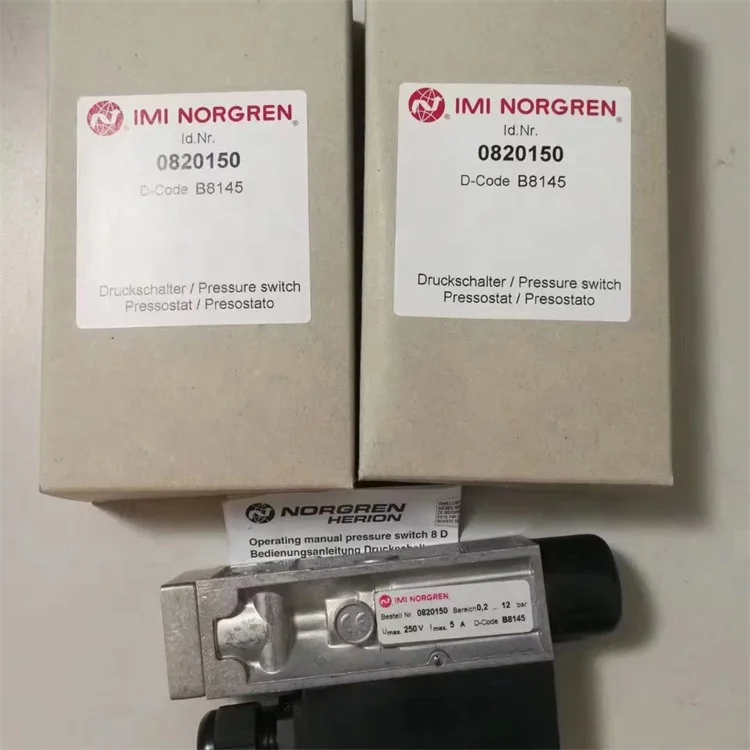 IMI NORGREN®
Id.Nr.
0820150
D-Code B8145
Druckschalter / Pressure switch
Pressostat / Presostato
IMI NORGREN®
Id.Nr.
0820150
D-Code B8145
Druckschalter / Pressure switch
Pressostat / Presostato
NORGREN
HERION
Operating manual pressure switch 8 D
Bedienungsanleitung
IMI NORGREN
Bestell Nr. 0820150 Bereich 0,2 ... 12 bar
Umax. 250 V Imax. 5 A D-Code B8145
CE